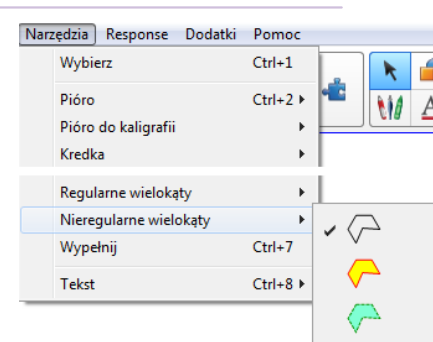 Narzędzia Response Dodatki Pomoc
Wybierz Ctrl+1
Pióro Ctrl+2
Pióro do kaligrafii
Kredka
Regularne wielokąty
Nieregularne wielokąty
Wypełnij Ctrl+7
Tekst Ctrl+8
A